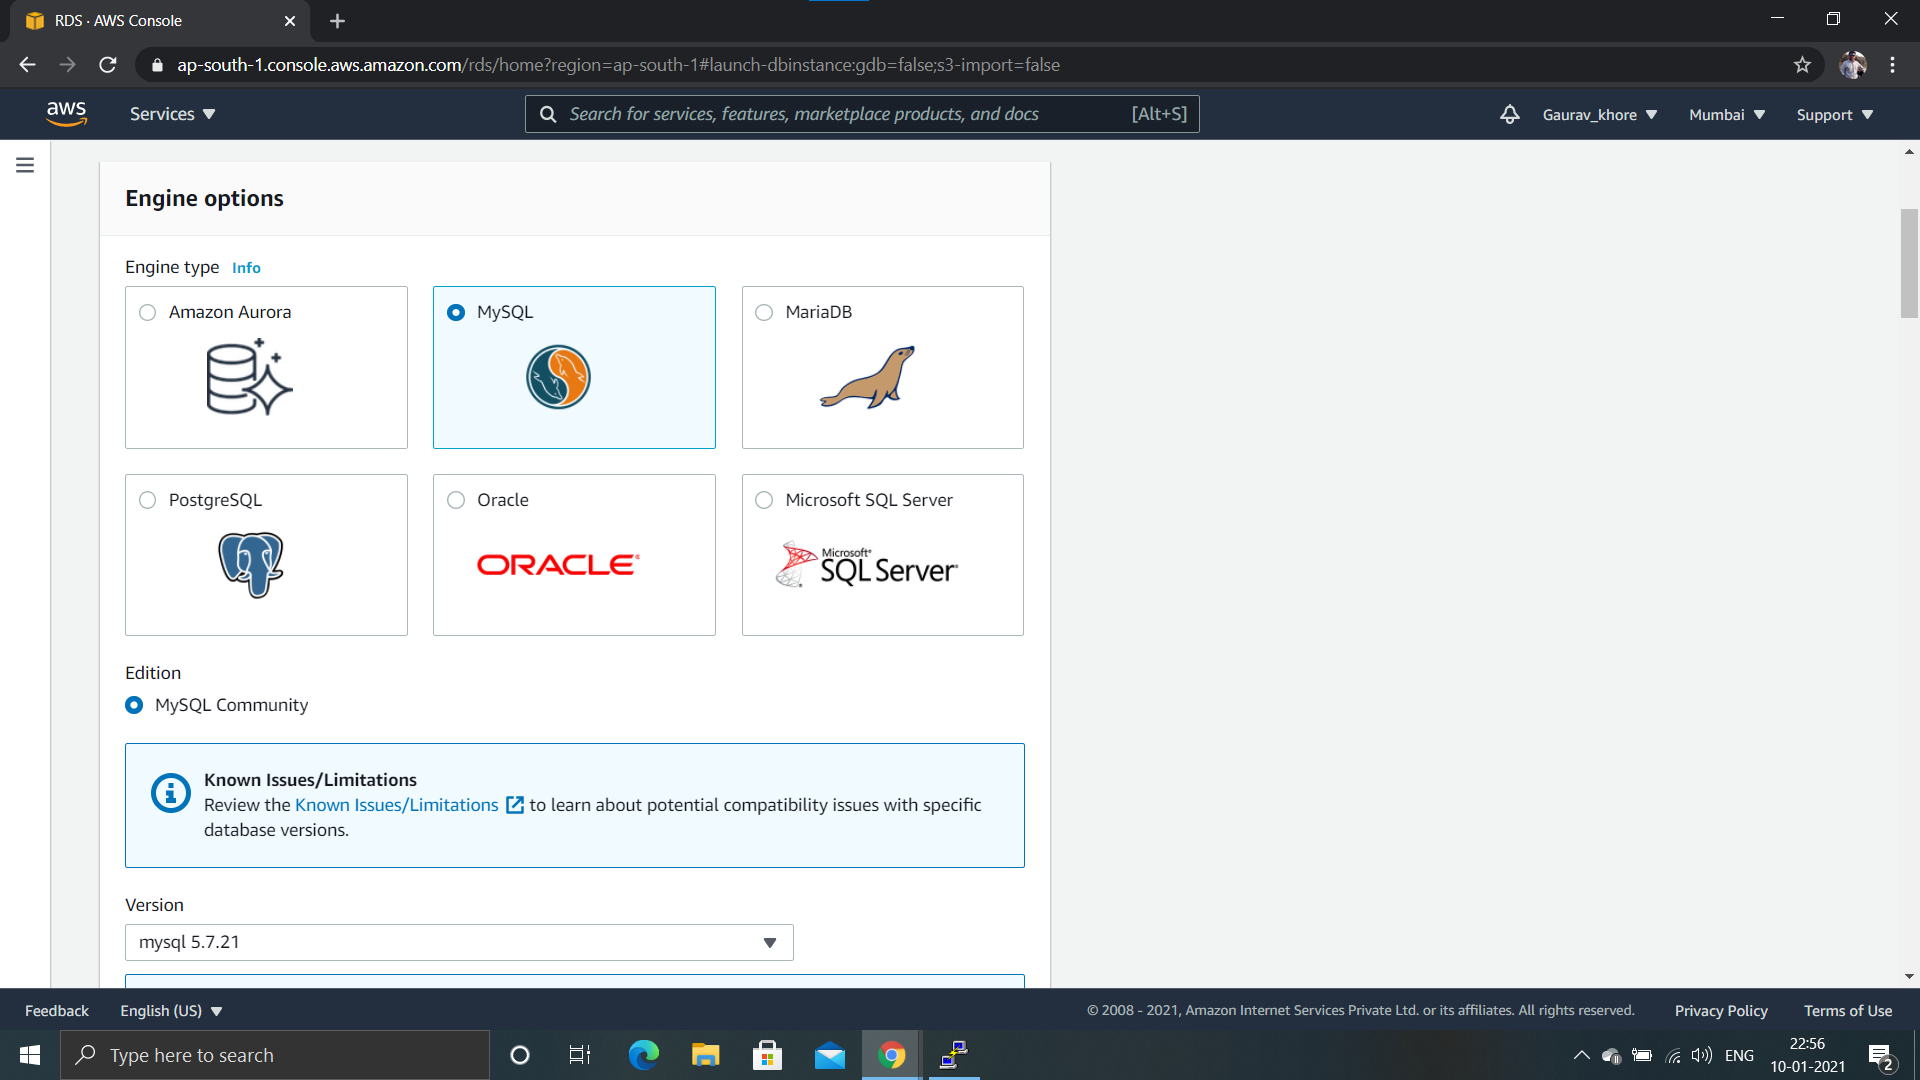 RDS · AWS Console
ap-south-1.console.aws.amazon.com/rds/home?region=ap-south-1#launch-dbinstance:gdb=false;s3-import=false
aws
Services
Search for services, features, marketplace products, and docs [Alt+S]
Gaurav_khore
Mumbai
Support
Engine options
Engine type Info
Amazon Aurora
MySQL
MariaDB
PostgreSQL
Oracle
ORACLE
Microsoft SQL Server
Microsoft®
SQL Server
Edition
MySQL Community
Known Issues/Limitations
Review the Known Issues/Limitations to learn about potential compatibility issues with specific
database versions.
Version
mysql 5.7.21
Feedback
English (US)
© 2008 - 2021, Amazon Internet Services Private Ltd. or its affiliates. All rights reserved.
Privacy Policy
Terms of Use
Type here to search
ENG
22:56
10-01-2021
2